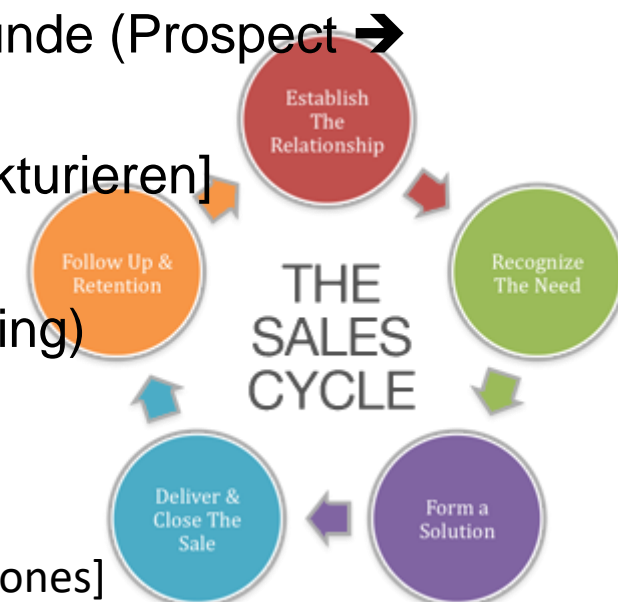 unde (Prospect ➔
kturieren]
ing)
ones]
Establish
The
Relationship
Recognize
The Need
Form a
Solution
Deliver &
Close The
Sale
Follow Up &
Retention
THE
SALES
CYCLE